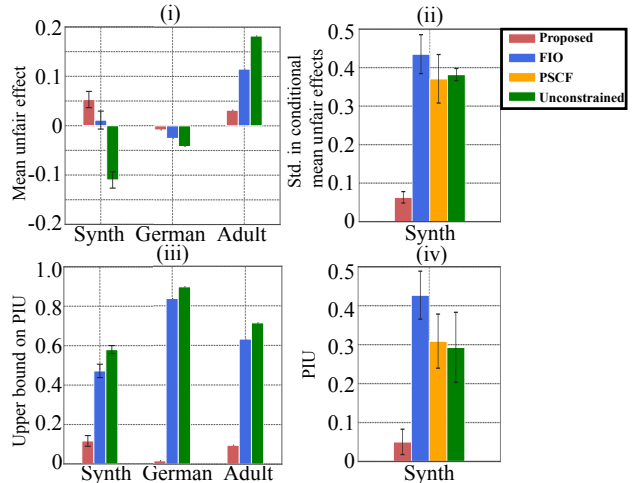 (i)
Mean unfair effect
0.2
0.1
0
-0.1
-0.2
Synth German Adult
(ii)
Std. in conditional
mean unfair effects
0.5
0.4
0.3
0.2
0.1
0
Synth
Proposed
FIO
PSCF
Unconstrained
(iii)
Upper bound on PIU
1.0
0.8
0.6
0.4
0.2
0
Synth German Adult
(iv)
PIU
0.5
0.4
0.3
0.2
0.1
0
Synth